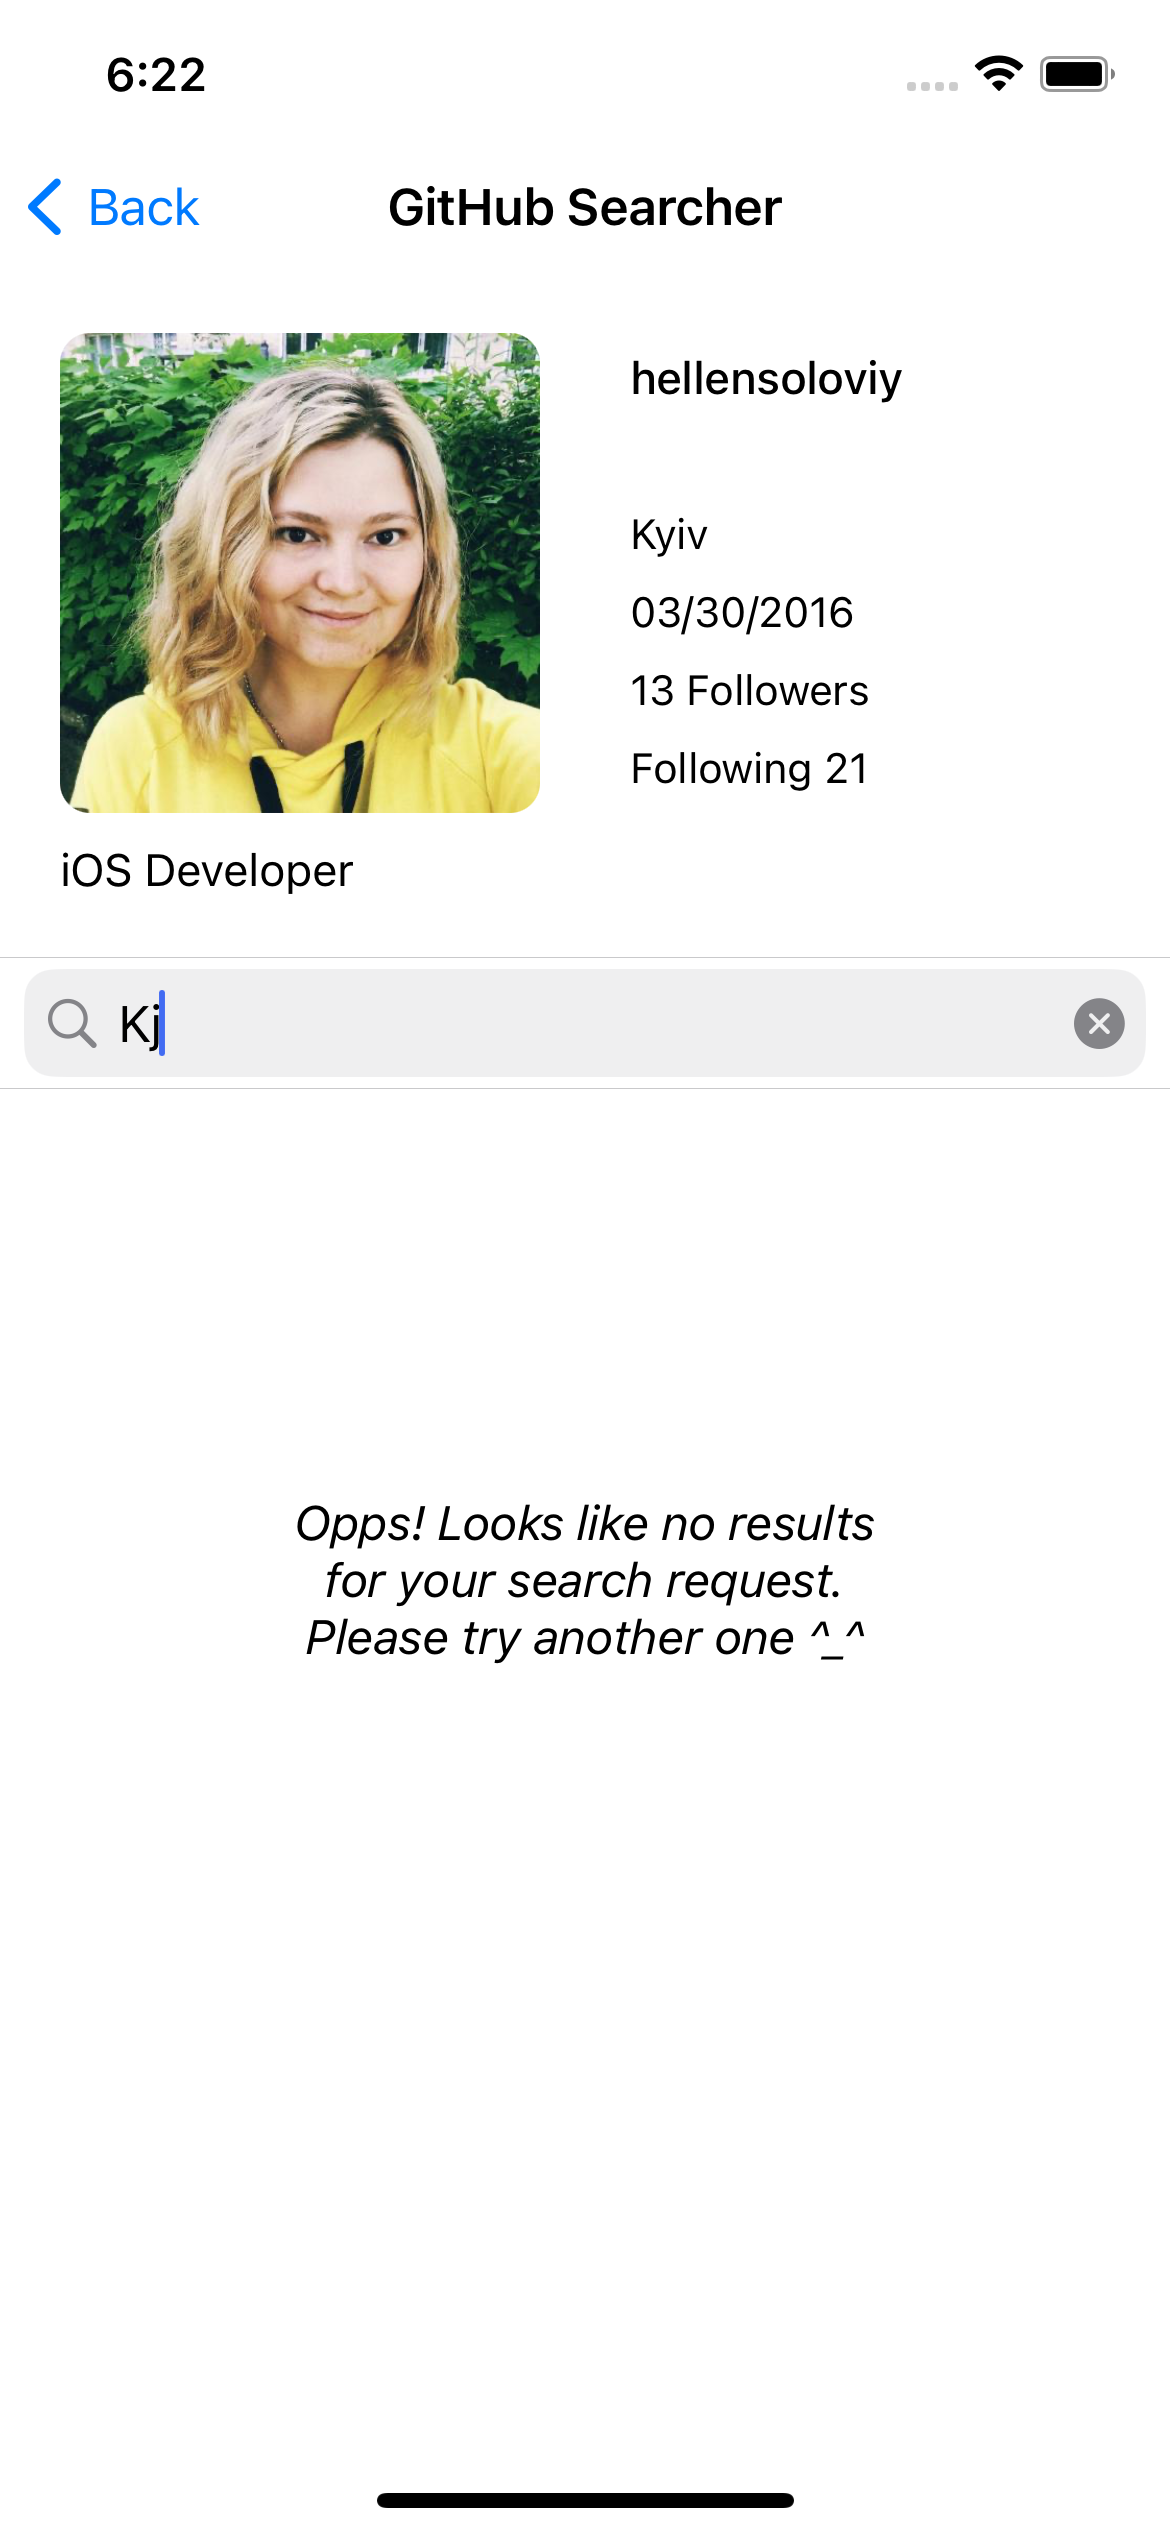 6:22
Back
GitHub Searcher
hellensoloviy
Kyiv
03/30/2016
13 Followers
Following 21
iOS Developer
Kj
Opps! Looks like no results
for your search request.
Please try another one ^_^